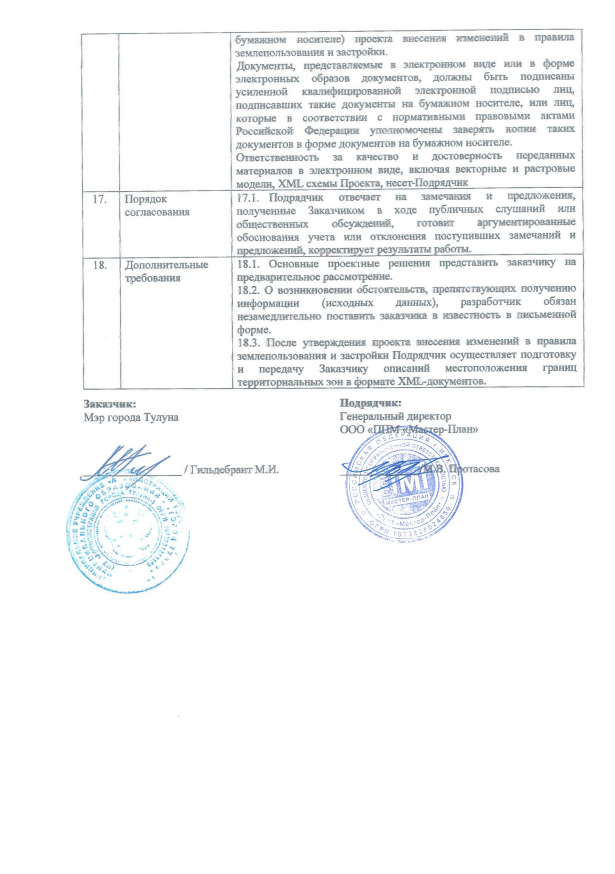 бумажном носителе) проекта внесения изменений в правила
землепользования и застройки.
Документы, представляемые в электронном виде или в форме
электронных образов документов, должны быть подписаны
усиленной квалифицированной электронной подписью лиц,
подписавших такие документы на бумажном носителе, или лиц,
которые в соответствии с нормативными правовыми актами
Российской Федерации уполномочены заверять копии таких
документов в форме документов на бумажном носителе.
Ответственность за качество и достоверность переданных
материалов в электронном виде, включая векторные и растровые
модели, XML схемы Проекта, несет-Подрядчик
17. Порядок 17.1. Подрядчик отвечает на замечания и предложения,
согласования полученные Заказчиком в ходе публичных слушаний или
общественных обсуждений, готовит аргументированные
обоснования учета или отклонения поступивших замечаний и
предложений, корректирует результаты работы.
18. Дополнительные 18.1. Основные проектные решения представить заказчику на
требования предварительное рассмотрение.
18.2. О возникновении обстоятельств, препятствующих получению
информации (исходных данных), разработчик обязан
незамедлительно поставить заказчика в известность в письменной
форме.
18.3. После утверждения проекта внесения изменений в правила
землепользования и застройки Подрядчик осуществляет подготовку
и передачу Заказчику описаний местоположения границ
территориальных зон в формате XML-документов.
Заказчик: Подрядчик:
Мэр города Тулуна Генеральный директор
ООО «ППМ «Мастер-План»
/ Гильдебрант М.И. М.В. Протасова
РОССИЙСКАЯ ФЕДЕРАЦИЯ Г.ИРКУТСК
МАСТЕР-ПЛАН
«Мастер-План»